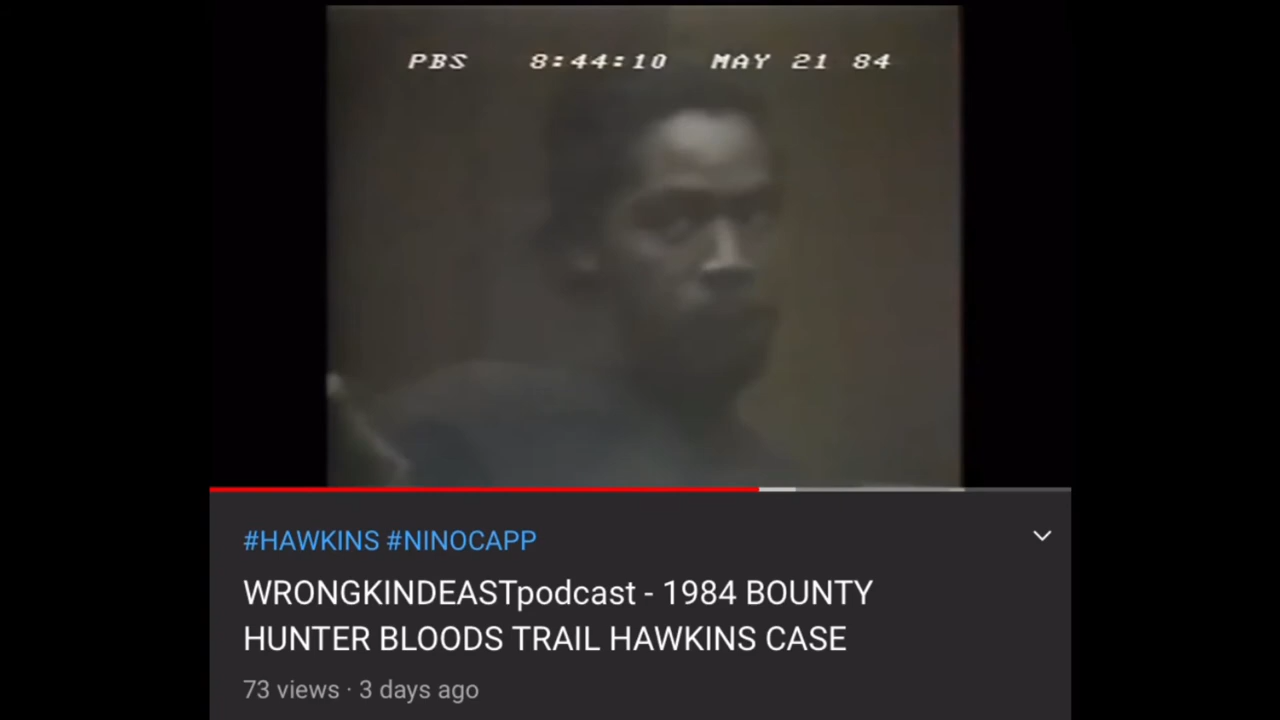 PBS 8:44:10 MAY 21 84
#HAWKINS #NINOCAPP
WRONGKINDEASTpodcast - 1984 BOUNTY
HUNTER BLOODS TRAIL HAWKINS CASE
73 views · 3 days ago